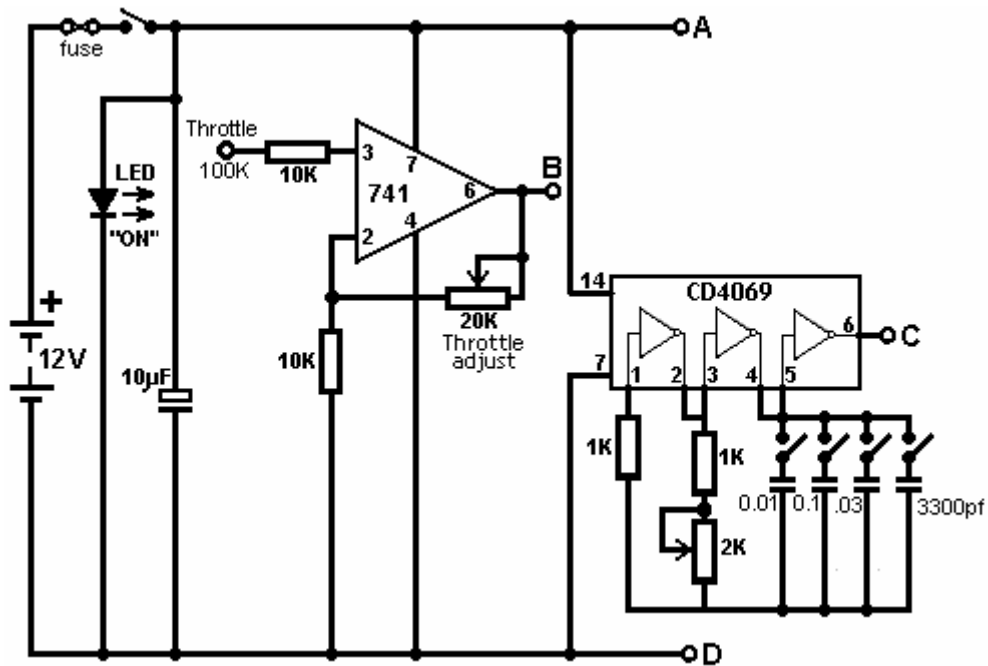 fuse
A
Throttle
100K
10K
3
7
741
6
B
4
2
LED
"ON"
20K
Throttle
adjust
10K
+
12V
10µF
14
CD4069
7
1
2
3
4
5
6
C
1K
1K
2K
0.01
0.1
.03
3300pf
D